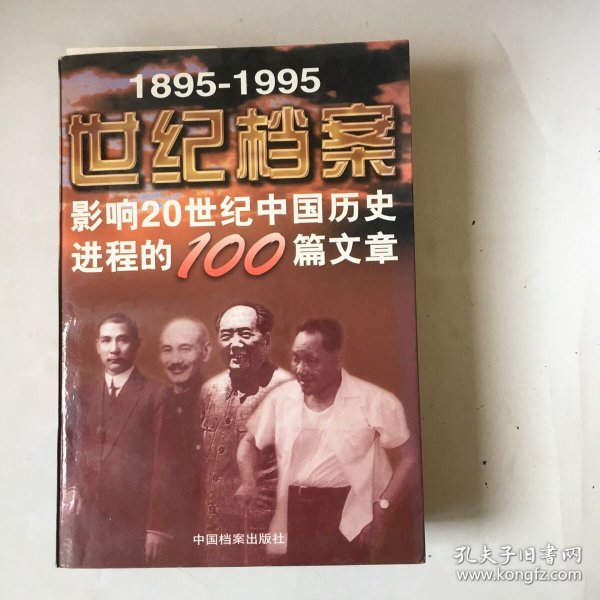 1895-1995
世纪档案
影响20世纪中国历史
进程的100篇文章
中国档案出版社
孔夫子旧书网
www.kongfz.com